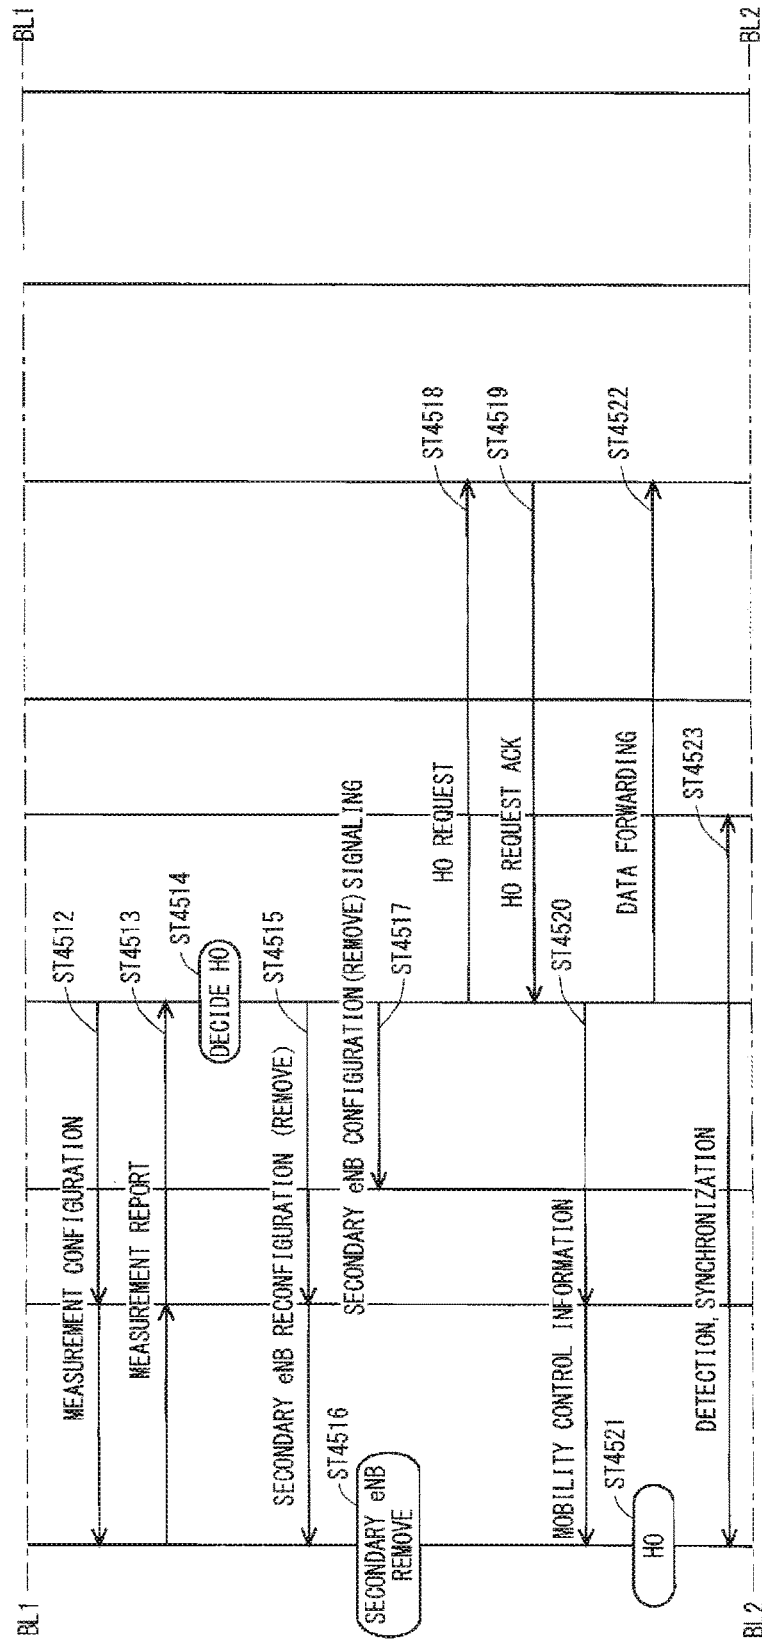 BL1
BL1
MEASUREMENT CONFIGURATION
ST4512
MEASUREMENT REPORT
ST4513
DECIDE HO
ST4514
SECONDARY eNB RECONFIGURATION (REMOVE)
ST4515
SECONDARY eNB
REMOVE
ST4516
SECONDARY eNB CONFIGURATION(REMOVE)SIGNALING
ST4517
HO REQUEST
ST4518
HO REQUEST ACK
ST4519
MOBILITY CONTROL INFORMATION
ST4520
HO
ST4521
DATA FORWARDING
ST4522
DETECTION, SYNCHRONIZATION
ST4523
BL2
BL2